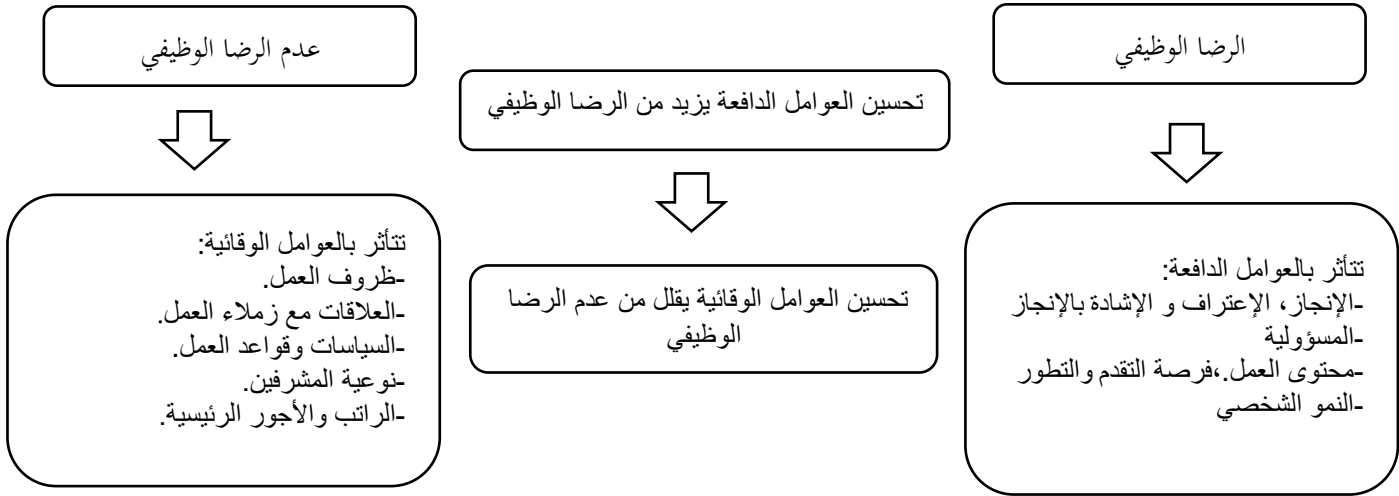 الرضا الوظيفي
تتأثر بالعوامل الدافعة:
-الإنجاز، الإعتراف و الإشادة بالإنجاز
-المسؤولية
-محتوى العمل.،فرصة التقدم والتطور
-النمو الشخصي
تحسين العوامل الدافعة يزيد من الرضا الوظيفي
تحسين العوامل الوقائية يقلل من عدم الرضا
الوظيفي
عدم الرضا الوظيفي
تتأثر بالعوامل الوقائية:
-ظروف العمل.
-العلاقات مع زملاء العمل.
-السياسات وقواعد العمل.
-نوعية المشرفين.
-الراتب والأجور الرئيسية.